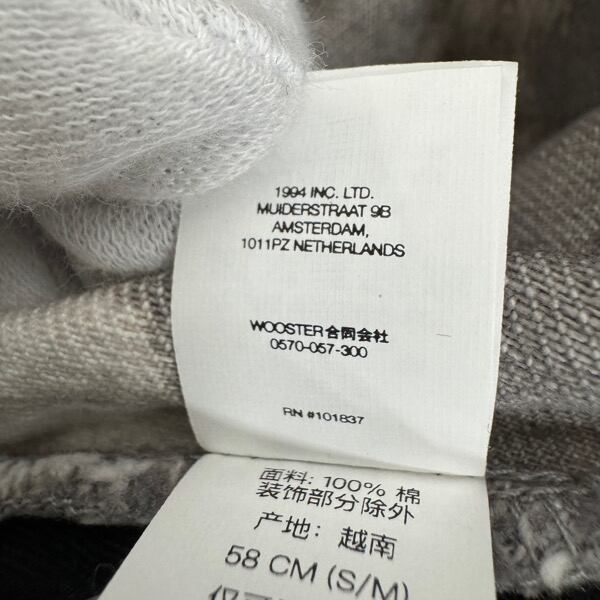 1994 INC. LTD.
MUIDERSTRAAT 9B
AMSTERDAM,
1011PZ NETHERLANDS
WOOSTER合同会社
0570-057-300
RN #101837
面料: 100% 棉
装饰部分除外
产地: 越南
58 CM (S/M)